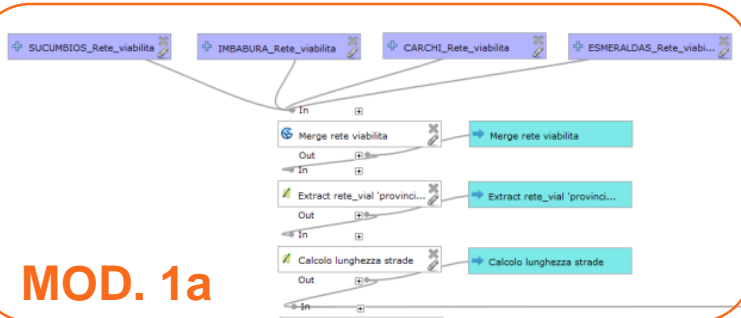 SUCUMBIOS_Rete_viabilita
IMBABURA_Rete_viabilita
CARCHI_Rete_viabilita
ESMERALDAS_Rete_viabi...
In
Merge rete viabilita
Merge rete viabilita
Out
In
Extract rete_vial 'provinci...
Extract rete_vial 'provinci...
Out
In
Calcolo lunghezza strade
Calcolo lunghezza strade
Out
MOD. 1a
In